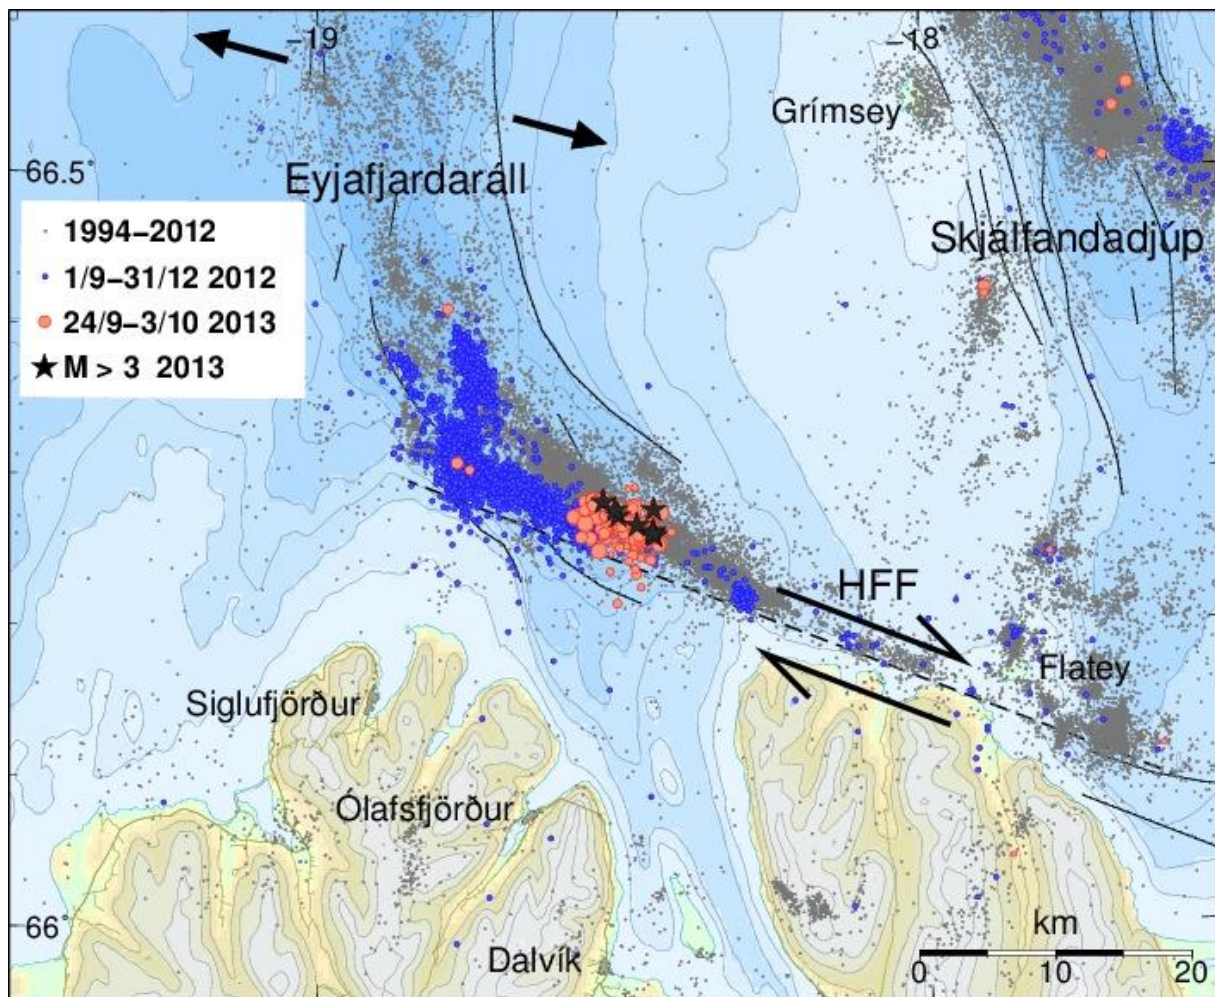 −19°
−18°
Grímsey
66.5°
Eyjafjardaráll
1994−2012
1/9−31/12 2012
24/9−3/10 2013
M > 3 2013
Skjálfandadjúp
HFF
Flatey
Siglufjörður
Ólafsfjörður
66°
km
Dalvík
0 10 20